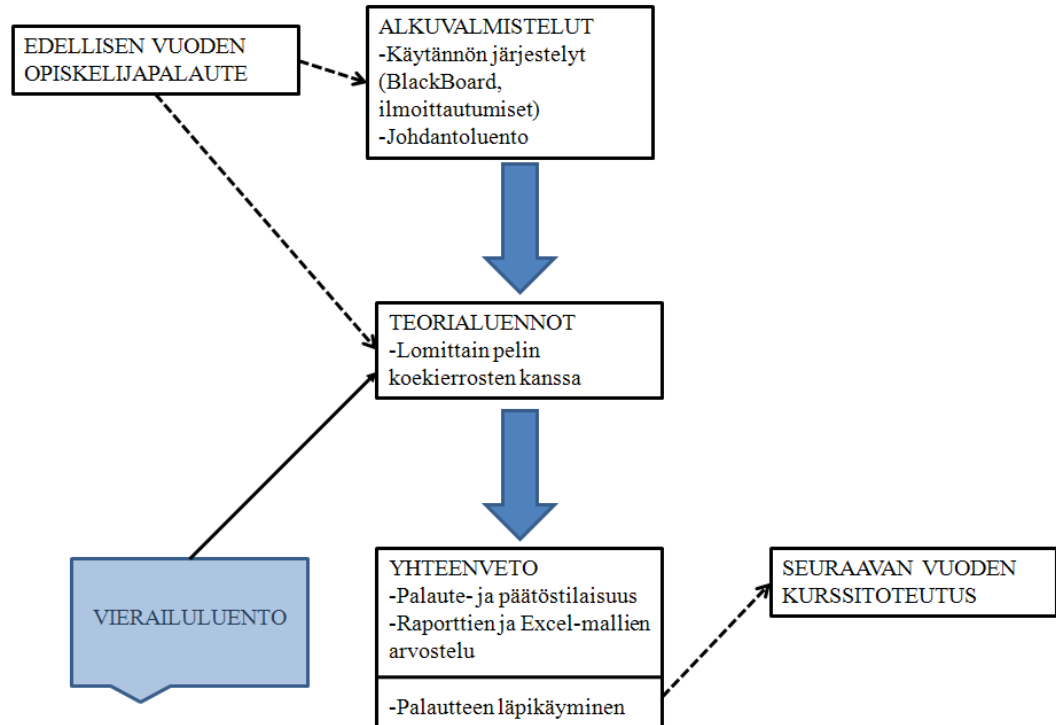 EDELLISEN VUODEN
OPISKELIJAPALAUTE
ALKUVALMISTELUT
-Käytännön järjestelyt
(BlackBoard,
ilmoittautumiset)
-Johdantoluento
TEORIALUENNOT
-Lomittain pelin
koekierrosten kanssa
VIERAILULUENTO
YHTEENVETO
-Palaute- ja päätöstilaisuus
-Raporttien ja Excel-mallien
arvostelu
-Palautteen läpikäyminen
SEURAAVAN VUODEN
KURSSITOTEUTUS